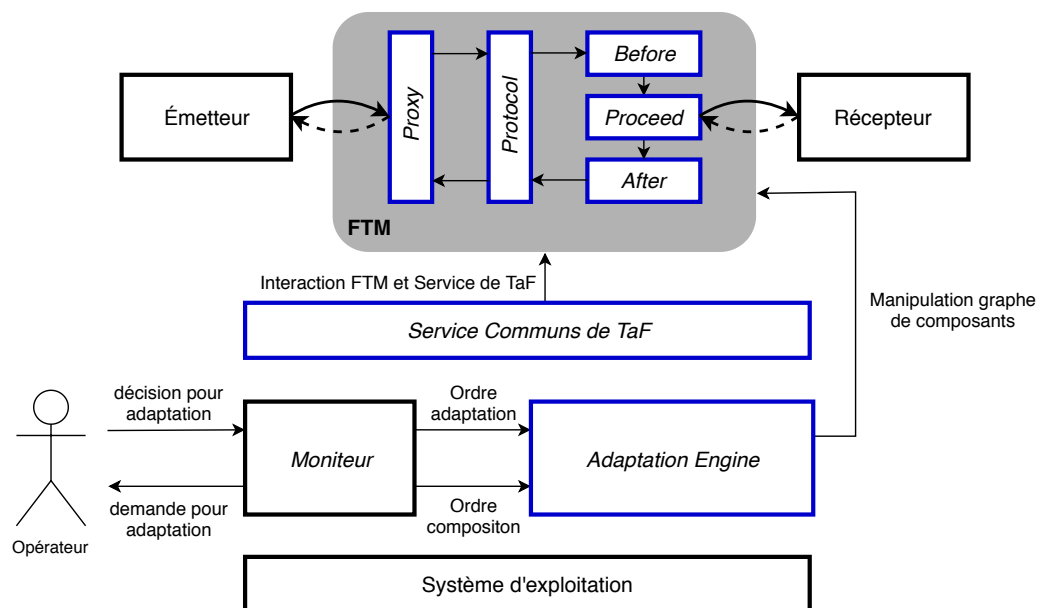 Before
Proxy
Protocol
Émetteur
Proceed
Récepteur
After
FTM
Interaction FTM et Service de TaF
Manipulation graphe
de composants
Service Communs de TaF
décision pour
adaptation
Ordre
adaptation
Moniteur
Adaptation Engine
demande pour
adaptation
Ordre
compositon
Opérateur
Système d'exploitation